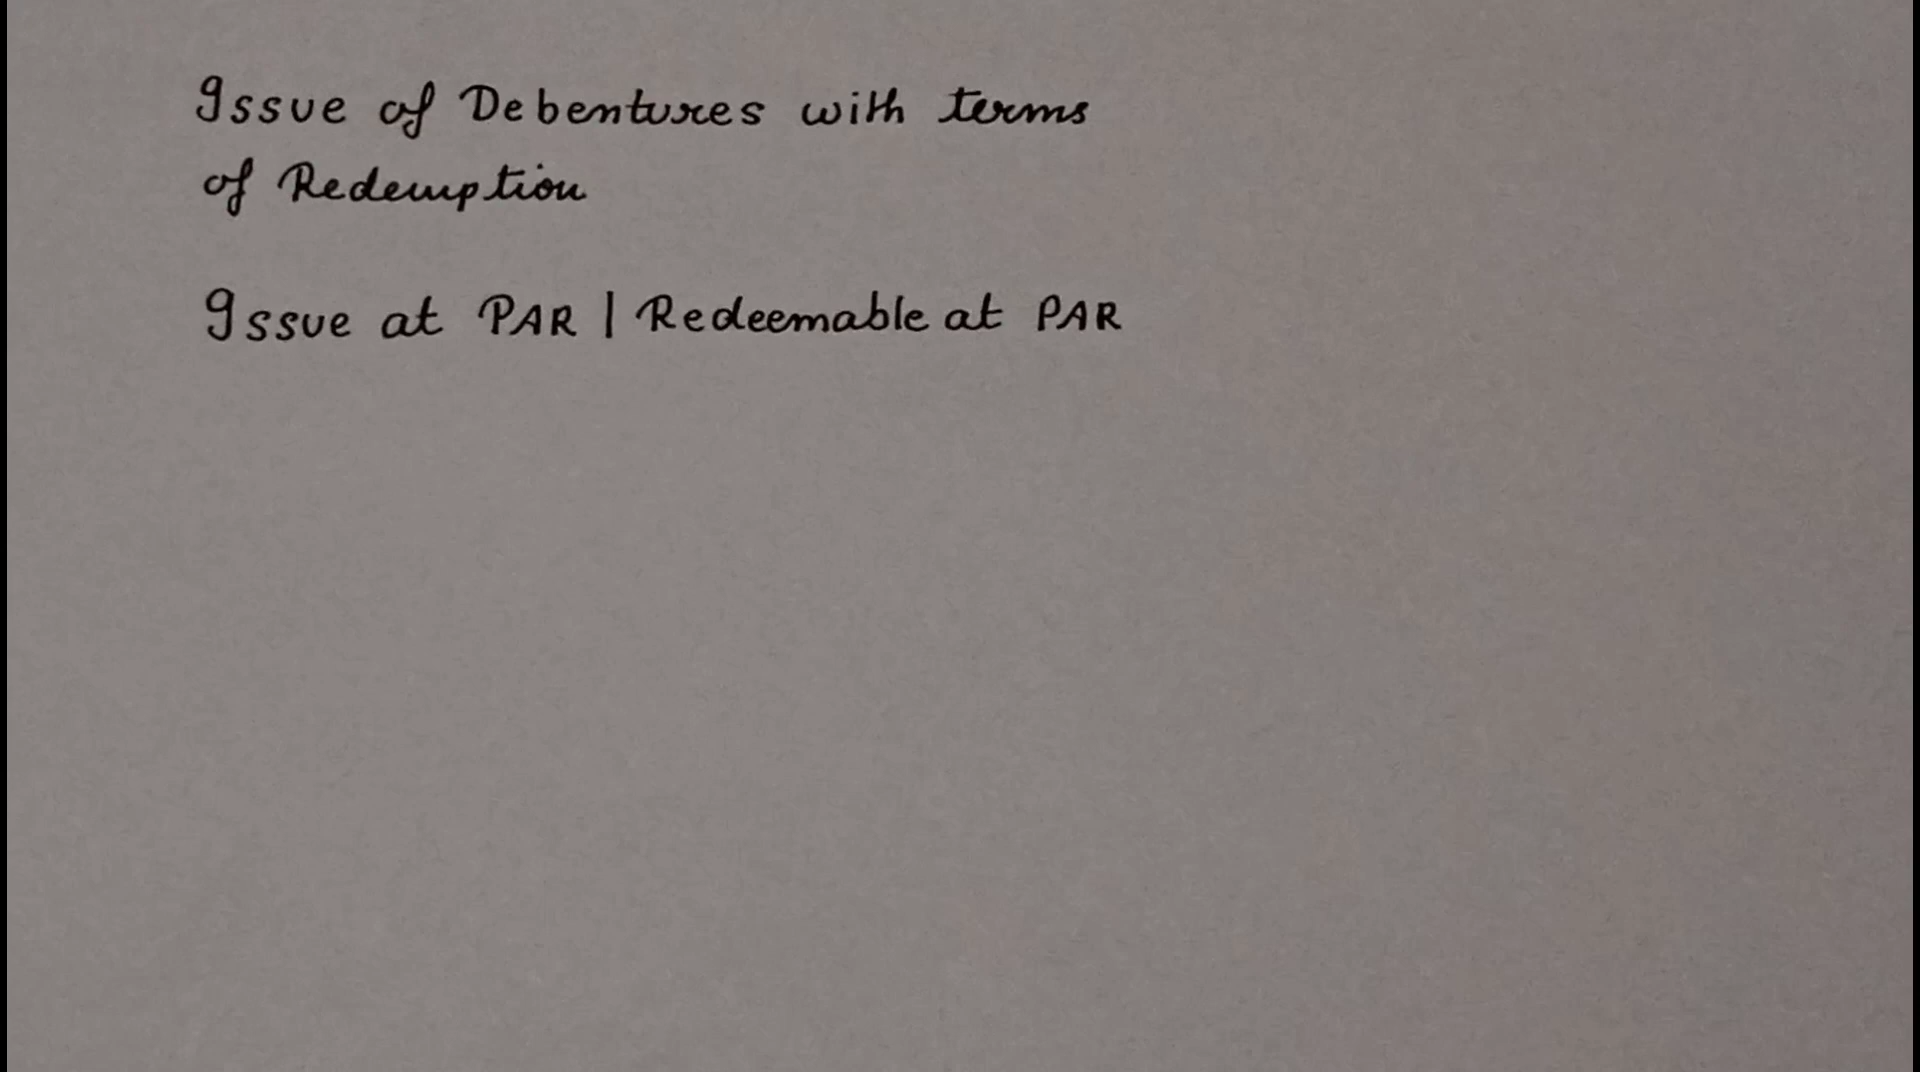 Issue of Debentures with terms
of Redemption
Issue at PAR | Redeemable at PAR